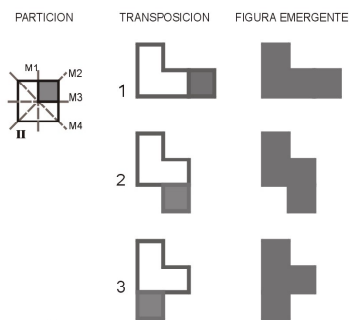 PARTICION TRANSPOSICION FIGURA EMERGENTE
M1
M2
M3
M4
II
1
2
3